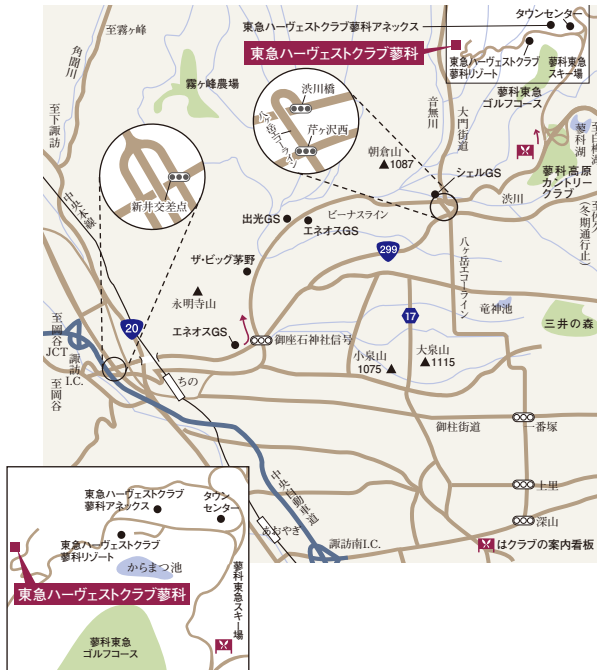 至霧ヶ峰
角間川
至下諏訪
中央本線
霧ヶ峰農場
渋川橋
八ヶ岳エコーライン
芹ヶ沢西
新井交差点
東急ハーヴェストクラブ蓼科アネックス
タウンセンター
東急ハーヴェストクラブ蓼科
東急ハーヴェストクラブ
蓼科リゾート
蓼科東急
スキー場
蓼科東急
ゴルフコース
音無川
大門街道
朝倉山
▲1087
シェルGS
蓼科湖
至白樺湖
蓼科高原
カントリー
クラブ
渋川
(冬期通行止)
出光GS
ビーナスライン
エネオスGS
299
八ヶ岳エコーライン
ザ・ビッグ茅野
永明寺山
竜神池
三井の森
20
17
至岡谷
JCT
諏訪
I.C.
至岡谷
エネオスGS
御座石神社信号
小泉山
1075
大泉山
▲1115
ちの
御柱街道
一番塚
中央自動車道
上里
あおやぎ
深山
諏訪南I.C.
はクラブの案内看板
東急ハーヴェストクラブ
蓼科アネックス
タウン
センター
東急ハーヴェストクラブ
蓼科リゾート
からまつ池
東急ハーヴェストクラブ蓼科
蓼科東急スキー場
蓼科東急
ゴルフコース